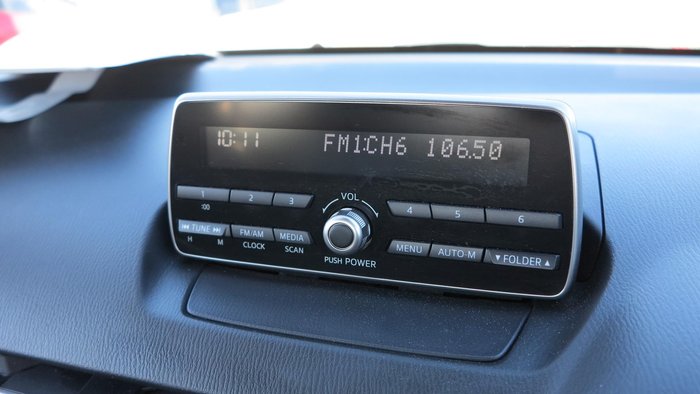 10:11 FM1:CH6 106.50
VOL
1 2 3 4 5 6
:00
⏮ TUNE ⏭ FM/AM MEDIA MENU AUTO-M ▼ FOLDER ▲
H M CLOCK SCAN PUSH POWER